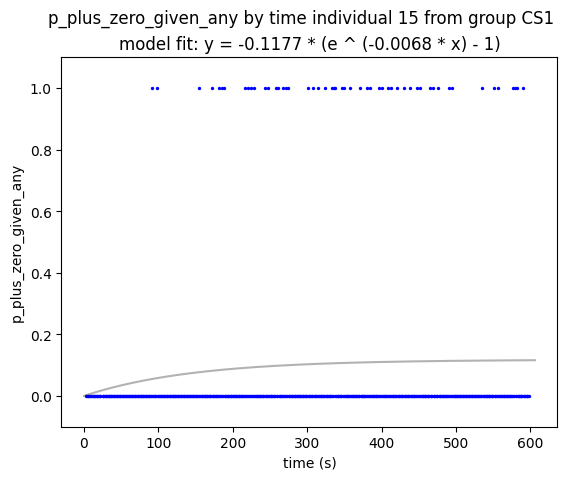 p_plus_zero_given_any by time individual 15 from group CS1
model fit: y = -0.1177 * (e ^ (-0.0068 * x) - 1)
1.0
0.8
0.6
0.4
0.2
0.0
p_plus_zero_given_any
0 100 200 300 400 500 600
time (s)